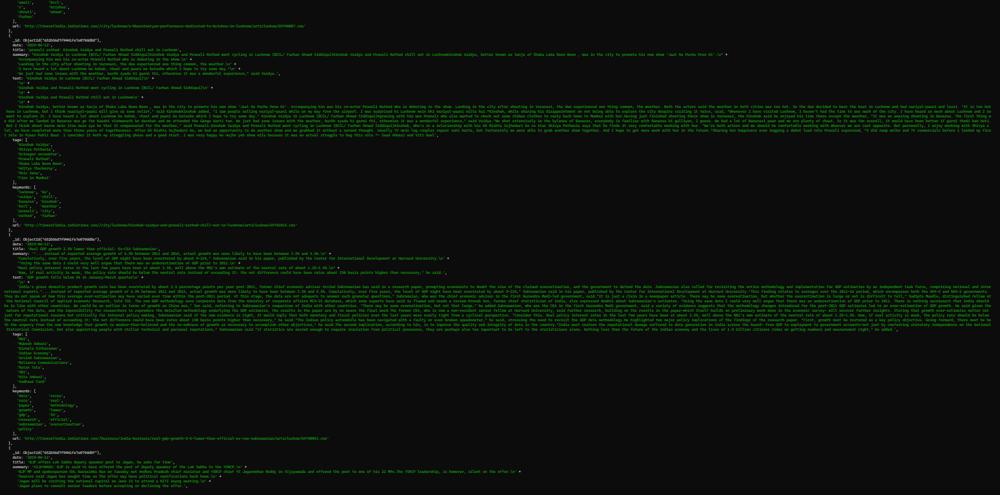 'swati', 'bccl',
'r', 'krishna',
'shruti', 'ahmad',
'farhan'
],
url: 'http://timesofindia.indiatimes.com//city/lucknow/a-bharatnatyam-performance-dedicated-to-krishna-in-lucknow/articleshow/69740887.cms'
},
{
_id: ObjectId("652b56d7f9441fe7e079dd8d"),
date: '2019-06-12',
title: 'pranali rathod: Kinshuk Vaidya and Pranali Rathod chill out in Lucknow',
summary: "Kinshuk Vaidya in Lucknow (BCCL/ Farhan Ahmad Siddiqui)Kinshuk Vaidya and Pranali Rathod went cycling in Lucknow (BCCL/ Farhan Ahmad Siddiqui)Kinshuk Vaidya and Pranali Rathod chill out in LucknowKinshuk Vaidya, better known as Sanju of Shaka Laka Boom Boom , was in the city to promote his new show 'Jaat Na Pucho Prem Ki'.\n" +
'Accompanying him was his co-actor Pranali Rathod who is debuting in the show.\n' +
'Landing in the city after shooting in Varanasi, the duo experienced one thing common, the weather.\n' +
'I have heard a lot about Lucknow ke kebab, chaat and paani ke batashe which I hope to try some day."\n' +
'We just had some issues with the weather, kuchh zyada hi garmi thi, otherwise it was a wonderful experience," said Vaidya.',
text: 'Kinshuk Vaidya in Lucknow (BCCL/ Farhan Ahmad Siddiqui)\n' +
'\n' +
'Kinshuk Vaidya and Pranali Rathod went cycling in Lucknow (BCCL/ Farhan Ahmad Siddiqui)\n' +
'\n' +
'Kinshuk Vaidya and Pranali Rathod chill out in Lucknow\n' +
'\n' +
`Kinshuk Vaidya, better known as Sanju of Shaka Laka Boom Boom , was in the city to promote his new show 'Jaat Na Pucho Prem Ki'. Accompanying him was his co-actor Pranali Rathod who is debuting in the show. Landing in the city after shooting in Varanasi, the duo experienced one thing common, the weather. Both the actors said the weather in both cities was too hot. So the duo decided to beat the heat in Lucknow and had nariyal-paani and lassi. "It is too hot
here in Lucknow, but I think naariyal-paani will give us some relief," said KinshukKinshuk added, "I saw people selling nariyal-paani while on my way from the airport. I was surprised ki Lucknow mein bhi nariyal-paani milta hai."Kinshuk, while sharing his disappointment on not being able to explore the city despite visiting it twice, said, "Whenever I have visited Lucknow, I haven't had the time to see much of the city. I have heard so much about Lucknow and I so
want to explore it. I have heard a lot about Lucknow ke kebab, chaat and paani ke batashe which I hope to try some day." Kinshuk Vaidya in Lucknow (BCCL/ Farhan Ahmad Siddiqui)Agreeing with him was Pranali who also wanted to check out some chikan clothes to carry back home to Mumbai with her.Having just finished shooting their show in Varanasi, the Kinshuk said he enjoyed his time there except the weather, "It was an amazing shooting in Banaras. The first thing w
e did after we landed in Banaras was go for Kaashi Vishwanath ke darshan and we attended the Ganga Aarti too. We just had some issues with the weather, kuchh zyada hi garmi thi, otherwise it was a wonderful experience," said Vaidya."We shot extensively in the bylanes of Banaras, everybody is familiar with Banaras ki galliyan, I guess. We had a lot of Banarasi paan and we ate plenty of chaat. So it was fun overall, it would have been better if garmi thodi kam hoti.
But I think shoot karne mein itna maza aya ke that it compensated for the weather," said Pranali.Kinshuk Vaidya and Pranali Rathod went cycling in Lucknow (BCCL/ Farhan Ahmad Siddiqui)Kinshuk, who's in a relationship with his Ek Rishta Sajhedari Ka co star Shivya Pathania says that he finds it very comfortable working with her. "We're both actors and we should be comfortable working with whoever we are cast opposite. But personally, I enjoy working with Shivya a
lot, we have completed more than three years of togetherness. After Ek Rishta Sajhedari Ka, we had an opportunity to do another show and we grabbed it without a second thought. Usually TV mein log couples repeat nahi karte, but fortunately we were able to grab another show together. And I hope to get more work with her in the future."Sharing her happiness over bagging a debut lead role Pranali expressed, "I did ramp walks and TV commercials before I landed my firs
t role in Pyaar Pahli Baar. I consider it both my struggling phase and a good start. I was very happy ke mujhe yeh show mila because it was an actual struggle to bag this role."- Saad Abbasi and Viti Goel`,
tags: [
'Kinshuk Vaidya',
'Shivya Pathania',
'Srinagar encounter',
'Pranali Rathod',
'Shaka Laka Boom Boom',
'Aditya Thackeray',
'Shiv Sena',
'Fire in Mumbai'
],
keywords: [
'lucknow', 'ke',
'vaidya', 'chill',
'banaras', 'kinshuk',
'bccl', 'weather',
'pranali', 'city',
'rathod', 'farhan'
],
url: 'http://timesofindia.indiatimes.com//city/lucknow/kinshuk-vaidya-and-pranali-rathod-chill-out-in-lucknow/articleshow/69741015.cms'
},
{
_id: ObjectId("652b56d7f9441fe7e079dd8e"),
date: '2019-06-12',
title: 'Real GDP growth 2.5% lower than official: Ex-CEA Subramanian',
summary: '"....instead of reported average growth of 6.9% between 2011 and 2016, actual growth was more likely to have been between 3.5% and 5.5%.\n' +
'Cumulatively, over five years, the level of GDP might have been overstated by about 9-21%," Subramanian said in his paper, published by the Center for International Development at Harvard University.\n' +
'"Using the same data I could very well argue that there was an underestimation of GDP prior to 2011.\n' +
"Real policy interest rates in the last few years have been at about 2.5%, well above the RBI's own estimate of the neutral rate of about 1.25-1.5%.\n" +
'Now, if real activity is weak, the policy rate should be below the neutral rate instead of exceeding it: the net difference could have been rates about 150 basis points higher than necessary," he said.',
text: 'GDP growth falls below 6% in January-March quarter\n' +
'\n' +
`India's gross domestic product growth rate has been overstated by about 2.5 percentage points per year post 2011, former chief economic adviser Arvind Subramanian has said in a research paper, prompting economists to doubt the size of the claimed overestimation, and the government to defend the data .Subramanian also called for revisiting the entire methodology and implementation for GDP estimation by an independent task force, comprising national and inter
national experts."....instead of reported average growth of 6.9% between 2011 and 2016, actual growth was more likely to have been between 3.5% and 5.5%. Cumulatively, over five years, the level of GDP might have been overstated by about 9-21%," Subramanian said in his paper, published by the Center for International Development at Harvard University."This finding relates to averages over the 2011-16 period, which encompasses both the UPA-2 and NDA-2 governments.
They do not speak of how this average over-estimation may have varied over time within the post-2011 period. At this stage, the data are not adequate to answer such granular questions," Subramaian, who was the chief economic advisor in the first Narendra Modi-led government, said."It is just a claim in a newspaper article. There may be some overestimation, but whether the overestimation is large or not is difficult to tell," Sudipto Mundle, distinguished fellow at
the National Council of Applied Economic Research, told TOI. The new GDP methodology uses corporate data from the ministry of corporate affairs MCA-21 database, which some experts have said is flawed and needs a review.Pronab Sen, former chief statistician of India, also expressed doubts about Subramanian's estimates. "Using the same data I could very well argue that there was an underestimation of GDP prior to 2011. There is nothing sacrosanct that India should
be in line with other countries. We could be an outlier in terms of growth as China was," Sen said, referring to Subramanian's comparison of India with other countries. "There may be some overestimation, but not that large," he added.Subramanian, who was the CEA in the first Narendra Modi government, said a variety of evidence suggests that the methodology changes introduced for the post-2011 GDP estimates led to an over-estimation of GDP growth. He said given the
nature of the data, and the impossibility for researchers to reproduce the detailed methodology underlying the GDP estimates, the results in the paper are by no means the final word.The former CEA, who is now a non-resident senior fellow at Harvard University, said further research, building on the results in the paper-which itself builds on preliminary work done in the economic survey- will uncover further insights. Stating that growth over-estimates matter not
just for reputational reasons but critically for internal policy making, Subramanian said if the new evidence is right, it would imply that both monetary and fiscal policies over the last years were overly tight from a cyclical perspective. "Consider this. Real policy interest rates in the last few years have been at about 2.5%, well above the RBI's own estimate of the neutral rate of about 1.25-1.5%. Now, if real activity is weak, the policy rate should be below
the neutral rate instead of exceeding it: the net difference could have been rates about 150 basis points higher than necessary," he said."The Indian policy automobile has been navigated with a faulty or even broken speedometer," he said, stressing the need to revisit the GDP data methodology.He highlighted two major policy implications of the findings of the research paper. "First, growth must be restored as a key policy objective. Going forward, there must be bo
th the urgency from the new knowledge that growth is weaker-than-believed and the re-embrace of growth as necessary to accomplish other objectives," he said.The second implication, according to him, is to improve the quality and integrity of data in the country."India must restore the reputational damage suffered to data generation in India across the board- from GDP to employment to government accounts-not just by conferring statutory independence on the National
Statistical Commission, but also appointing people with stellar technical and personal reputations," Subramanian said."If statistics are sacred enough to require insulation from political pressures, they are perhaps also too important to be left to the statisticians alone. Nothing less than the future of the Indian economy and the lives of 1.4 billion citizens rides on getting numbers and measurement right," he added.`,
tags: [
'RBI',
'Mukesh Ambani',
'Nirmala Sitharaman',
'Indian Economy',
'Arvind Subramanian',
'Reliance Communications',
'Ratan Tata',
'SBI',
'Nita Ambani',
'Aadhaar Card'
],
keywords: [
'data', 'excea',
'rate', 'real',
'paper', 'methodology',
'growth', 'lower',
'gdp', '25',
'research', 'official',
'subramanian', 'overestimation',
'policy'
],
url: 'http://timesofindia.indiatimes.com//business/india-business/real-gdp-growth-2-5-lower-than-official-ex-cea-subramanian/articleshow/69748053.cms'
},
{
_id: ObjectId("652b56d7f9441fe7e079dd8f"),
date: '2019-06-12',
title: 'BJP offers Lok Sabha deputy speaker post to Jagan, he asks for time',
summary: 'VIJAYWADA: BJP is said to have offered the post of deputy speaker of the Lok Sabha to the YSRCP.\n' +
'BJP MP and spokesperson GVL Narasimha Rao on Tuesday met Andhra Pradesh chief minister and YSRCP chief YS Jaganmohan Reddy in Vijayawada and offered the post to one of his 22 MPs.The YSRCP leadership, is however, silent on the offer.\n' +
'Sources said Jagan has sought time as the offer may have political ramifications back home.\n' +
'Jagan will be visiting the national capital on June 15 to attend a NITI Aayog meeting.\n' +
'Jagan plans to consult senior leaders before accepting or declining the offer.',